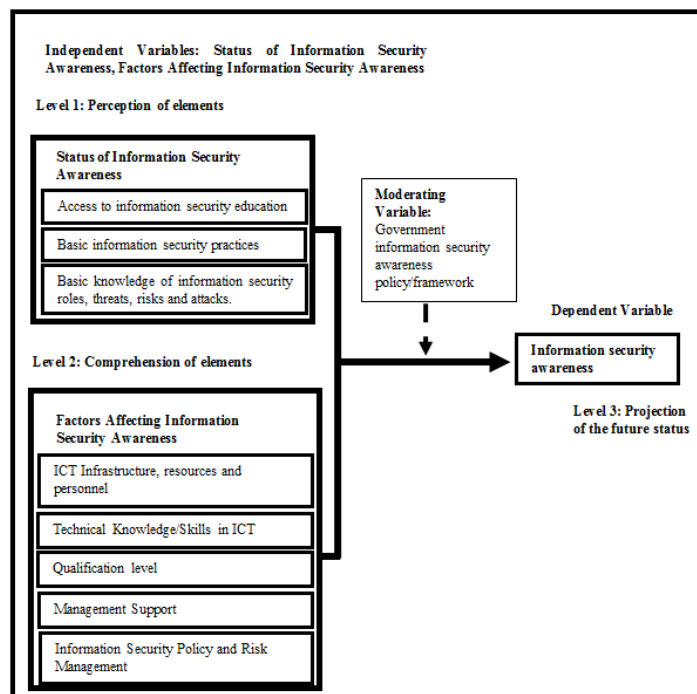 Independent Variables: Status of Information Security
Awareness, Factors Affecting Information Security Awareness
Level 1: Perception of elements
Status of Information Security
Awareness
Access to information security education
Basic information security practices
Basic knowledge of information security
roles, threats, risks and attacks.
Moderating
Variable:
Government
information security
awareness
policy/framework
Dependent Variable
Information security
awareness
Level 3: Projection
of the future status
Level 2: Comprehension of elements
Factors Affecting Information
Security Awareness
ICT Infrastructure, resources and
personnel
Technical Knowledge/Skills in ICT
Qualification level
Management Support
Information Security Policy and Risk
Management